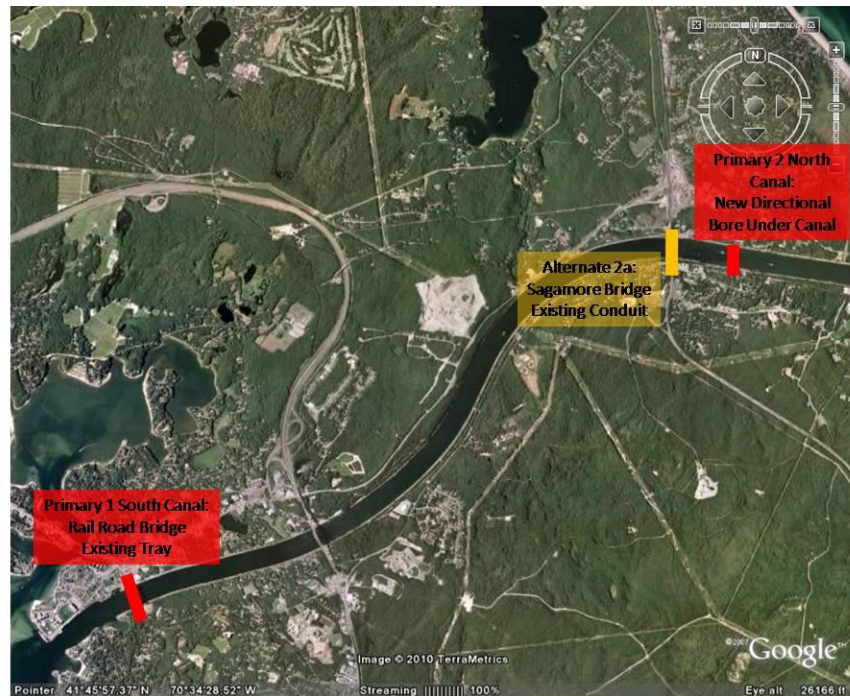 N
Primary 2 North
Canal:
New Directional
Bore Under Canal
Alternate 2a:
Sagamore Bridge
Existing Conduit
Primary 1 South Canal:
Rail Road Bridge
Existing Tray
©2007 Google™
Image © 2010 TerraMetrics
Pointer 41°45'57.37" N 70°34'28.52" W Streaming |||||||||| 100% Eye alt 26166 ft